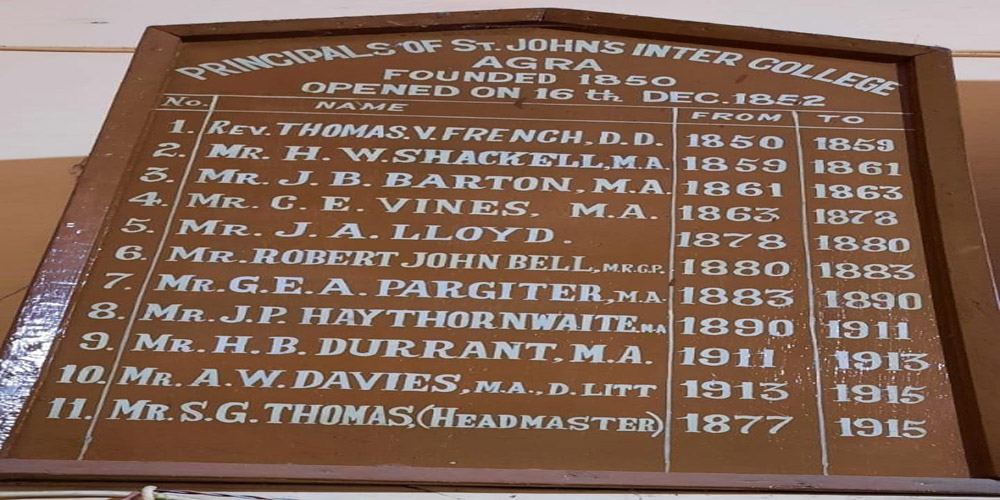 PRINCIPALS OF ST. JOHN'S INTER COLLEGE
AGRA
FOUNDED 1850
OPENED ON 16 th DEC. 1852
No. NAME FROM TO
1. REV. THOMAS. V. FRENCH, D.D. 1850 1859
2. MR. H. W. SHACKELL, M.A. 1859 1861
3. MR. J. B. BARTON, M.A 1861 1863
4. MR. C. E. VINES, M.A. 1863 1878
5. MR. J. A. LLOYD. 1878 1880
6. MR. ROBERT JOHN BELL, M.R.C.P. 1880 1883
7. MR. G. E. A. PARGITER, M.A. 1883 1890
8. MR. J.P. HAYTHORNWAITE. M.A 1890 1911
9. MR. H. B. DURRANT, M.A. 1911 1913
10. MR. A. W. DAVIES, M.A., D. LITT 1913 1915
11. MR S. G. THOMAS, (HEADMASTER) 1877 1915